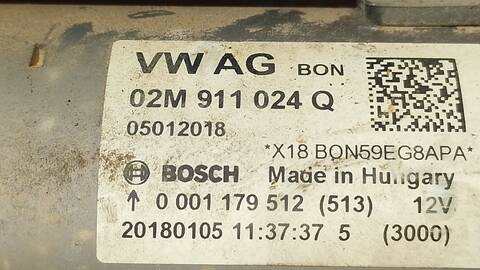 VW AG BON
02M 911 024 Q
05012018
*X18 BON59EG8APA*
BOSCH Made in Hungary
↑ 0 001 179 512 (513) 12V
20180105 11:37:37 5 (3000)